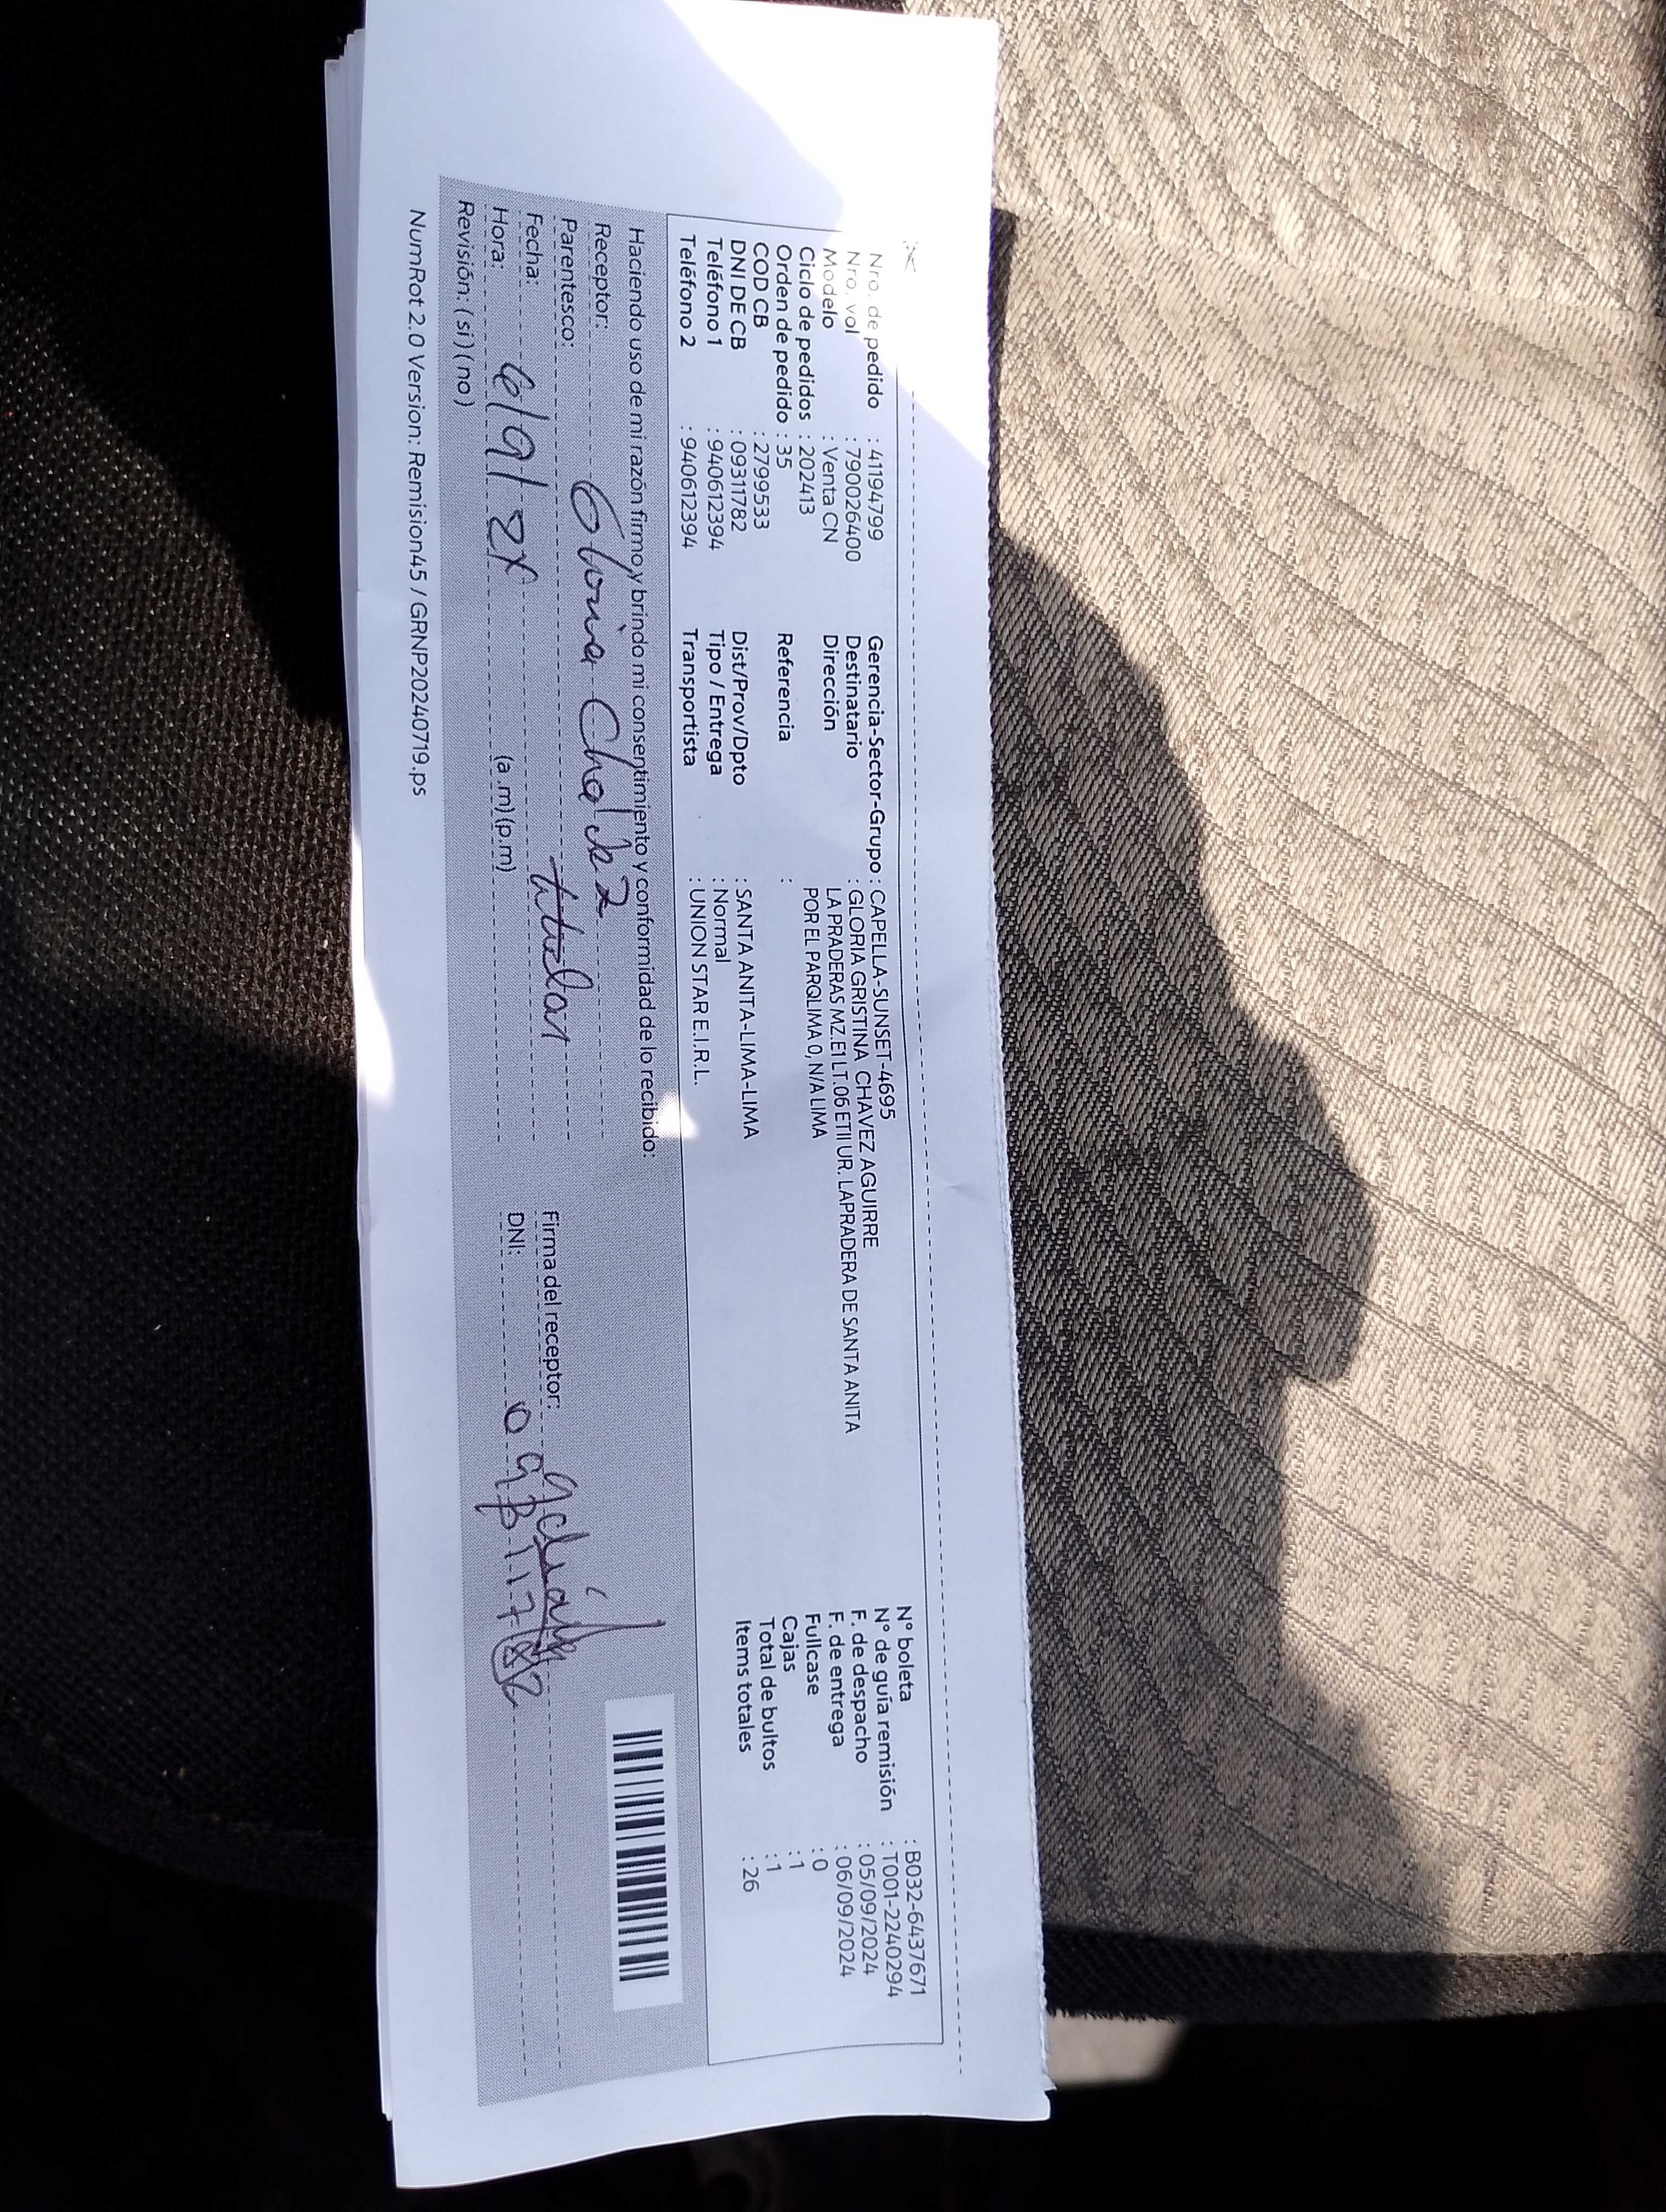 Nro. de pedido : 41194799
Nro. vol : 790026400
Modelo : Venta CN
Ciclo de pedidos : 202413
Orden de pedido : 35
COD CB : 2799533
DNI DE CB : 09311782
Teléfono 1 : 940612394
Teléfono 2 : 940612394
Gerencia-Sector-Grupo : CAPELLA-SUNSET-4695
Destinatario : GLORIA GRISTINA CHAVEZ AGUIRRE
Dirección LA PRADERAS MZ.E1 LT.06 ETII UR. LAPRADERA DE SANTA ANITA
POR EL PARQLIMA 0, N/A LIMA
Referencia :
Dist/Prov/Dpto : SANTA ANITA-LIMA-LIMA
Tipo / Entrega : Normal
Transportista : UNION STAR E.I.R.L.
N° boleta : B032-6437671
N° de guía remisión : T001-2240294
F. de despacho : 05/09/2024
F. de entrega : 06/09/2024
Fullcase : 0
Cajas : 1
Total de bultos : 1
Items totales : 26
Haciendo uso de mi razón firmo y brindo mi consentimiento y conformidad de lo recibido:
Receptor: Gloria
Parentesco: titular
Fecha: 6/9/24
Hora: (a.m) (p.m)
Revisión: (si) (no)
Firma del receptor:
DNI: 09311782
NumRot 2.0 Version: Remision45 / GRNP20240719.ps